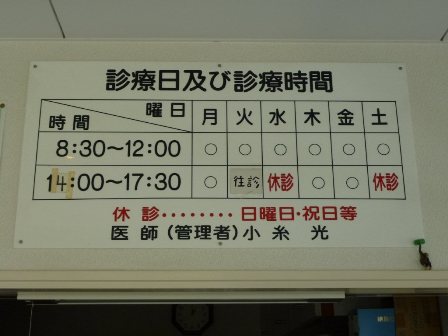 診療日及び診療時間
曜日 月 火 水 木 金 土
時間
8:30～12:00 ○ ○ ○ ○ ○ ○
14:00～17:30 ○ 往診 休診 ○ ○ 休診
休診‥‥‥‥日曜日・祝日等
医師(管理者)小糸 光